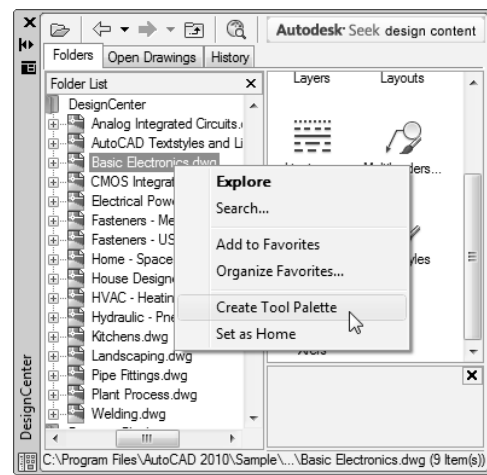 Autodesk® Seek design content
Folders Open Drawings History
Folder List
Layers Layouts
DesignCenter
Analog Integrated Circuits.
AutoCAD Textstyles and Li
Basic Electronics.dwg
CMOS Integrat
Electrical Pow
Fasteners - Me
Fasteners - US
Home - Space
House Design
HVAC - Heatin
Hydraulic - Pne
Kitchens.dwg
Landscaping.dwg
Pipe Fittings.dwg
Plant Process.dwg
Welding.dwg
Explore
Search...
Add to Favorites
Organize Favorites...
Create Tool Palette
Set as Home
DesignCenter
C:\Program Files\AutoCAD 2010\Sample\...\Basic Electronics.dwg (9 Item(s))